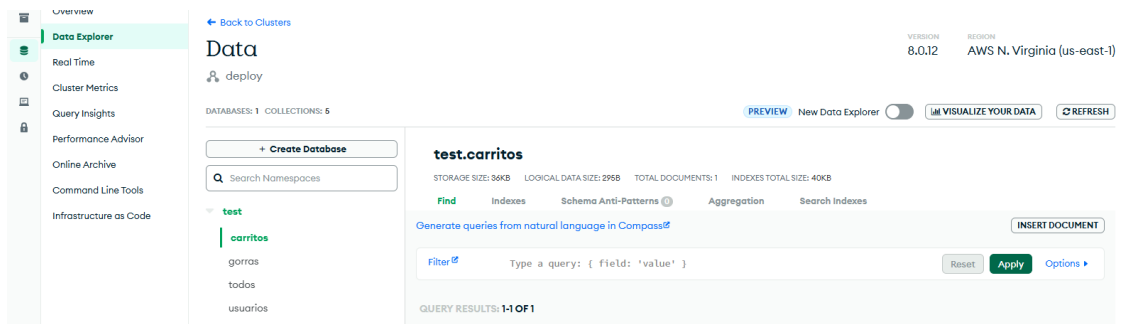 Overview
Data Explorer
Real Time
Cluster Metrics
Query Insights
Performance Advisor
Online Archive
Command Line Tools
Infrastructure as Code
Back to Clusters
Data
deploy
VERSION
8.0.12
REGION
AWS N. Virginia (us-east-1)
DATABASES: 1 COLLECTIONS: 5
PREVIEW New Data Explorer VISUALIZE YOUR DATA REFRESH
+ Create Database
Search Namespaces
test
carritos
gorras
todos
usuarios
test.carritos
STORAGE SIZE: 36KB LOGICAL DATA SIZE: 295B TOTAL DOCUMENTS: 1 INDEXES TOTAL SIZE: 40KB
Find Indexes Schema Anti-Patterns 0 Aggregation Search Indexes
Generate queries from natural language in Compass INSERT DOCUMENT
Filter Type a query: { field: 'value' } Reset Apply Options
QUERY RESULTS: 1-1 OF 1